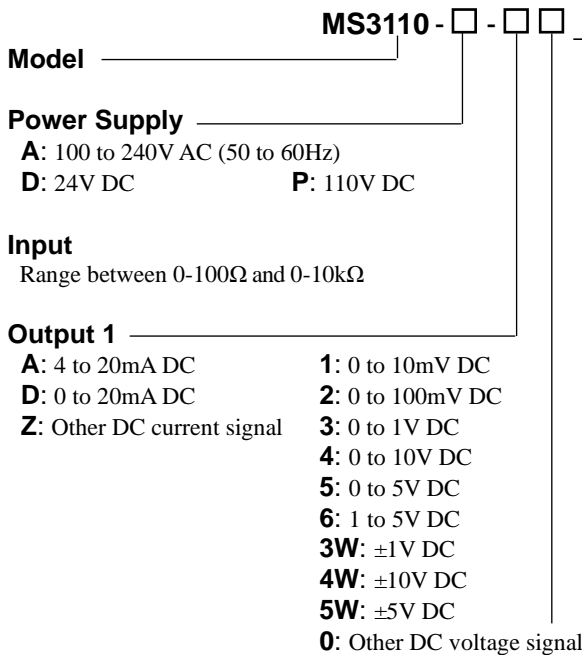 MS3110 - □ - □ □ _
Model
Power Supply
A: 100 to 240V AC (50 to 60Hz)
D: 24V DC P: 110V DC
Input
Range between 0-100Ω and 0-10kΩ
Output 1
A: 4 to 20mA DC 1: 0 to 10mV DC
D: 0 to 20mA DC 2: 0 to 100mV DC
Z: Other DC current signal 3: 0 to 1V DC
4: 0 to 10V DC
5: 0 to 5V DC
6: 1 to 5V DC
3W: ±1V DC
4W: ±10V DC
5W: ±5V DC
0: Other DC voltage signal